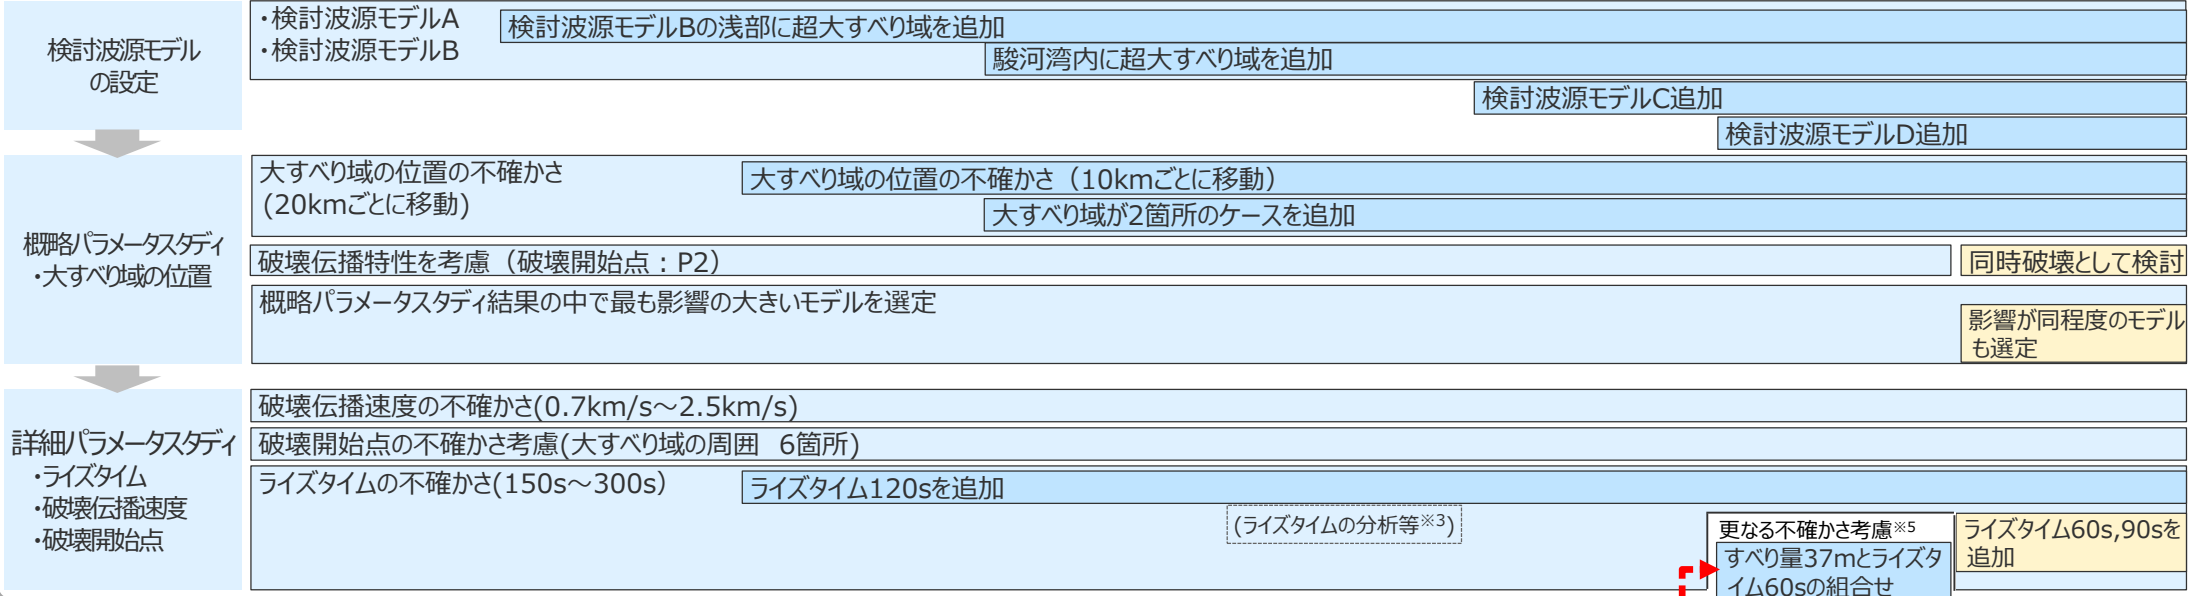 検討波源モデル
の設定
・検討波源モデルA
・検討波源モデルB
検討波源モデルBの浅部に超大すべり域を追加
駿河湾内に超大すべり域を追加
検討波源モデルC追加
検討波源モデルD追加
概略パラメータスタディ
・大すべり域の位置
大すべり域の位置の不確かさ
(20kmごとに移動)
大すべり域の位置の不確かさ（10kmごとに移動）
大すべり域が2箇所のケースを追加
破壊伝播特性を考慮（破壊開始点：P2）
同時破壊として検討
概略パラメータスタディ結果の中で最も影響の大きいモデルを選定
影響が同程度のモデル
も選定
詳細パラメータスタディ
・ライズタイム
・破壊伝播速度
・破壊開始点
破壊伝播速度の不確かさ(0.7km/s～2.5km/s)
破壊開始点の不確かさ考慮(大すべり域の周囲　6箇所)
ライズタイムの不確かさ(150s～300s）
ライズタイム120sを追加
(ライズタイムの分析等※3)
更なる不確かさ考慮※5
すべり量37mとライズタ
イム60sの組合せ
ライズタイム60s,90sを
追加